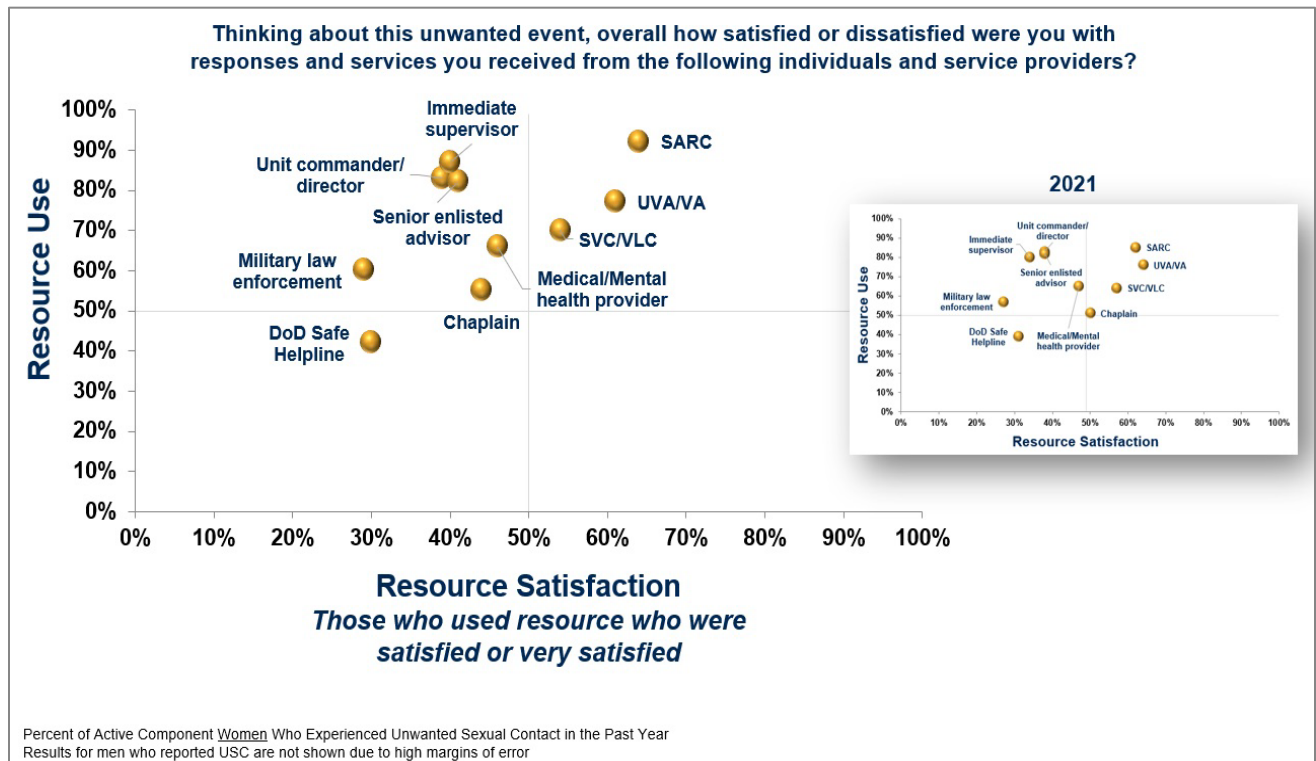 Thinking about this unwanted event, overall how satisfied or dissatisfied were you with
responses and services you received from the following individuals and service providers?
Resource Use
100%
90%
80%
70%
60%
50%
40%
30%
20%
10%
0%
Immediate
supervisor
SARC
Unit commander/
director
UVA/VA
Senior enlisted
advisor
SVC/VLC
Military law
enforcement
Medical/Mental
health provider
Chaplain
DoD Safe
Helpline
0% 10% 20% 30% 40% 50% 60% 70% 80% 90% 100%
Resource Satisfaction
Those who used resource who were
satisfied or very satisfied
2021
Resource Use
100%
90%
80%
70%
60%
50%
40%
30%
20%
10%
0%
Unit commander/
director
Immediate
supervisor
SARC
UVA/VA
Senior enlisted
advisor
SVC/VLC
Military law
enforcement
Chaplain
DoD Safe
Helpline
Medical/Mental
health provider
0% 10% 20% 30% 40% 50% 60% 70% 80% 90% 100%
Resource Satisfaction
Percent of Active Component Women Who Experienced Unwanted Sexual Contact in the Past Year
Results for men who reported USC are not shown due to high margins of error